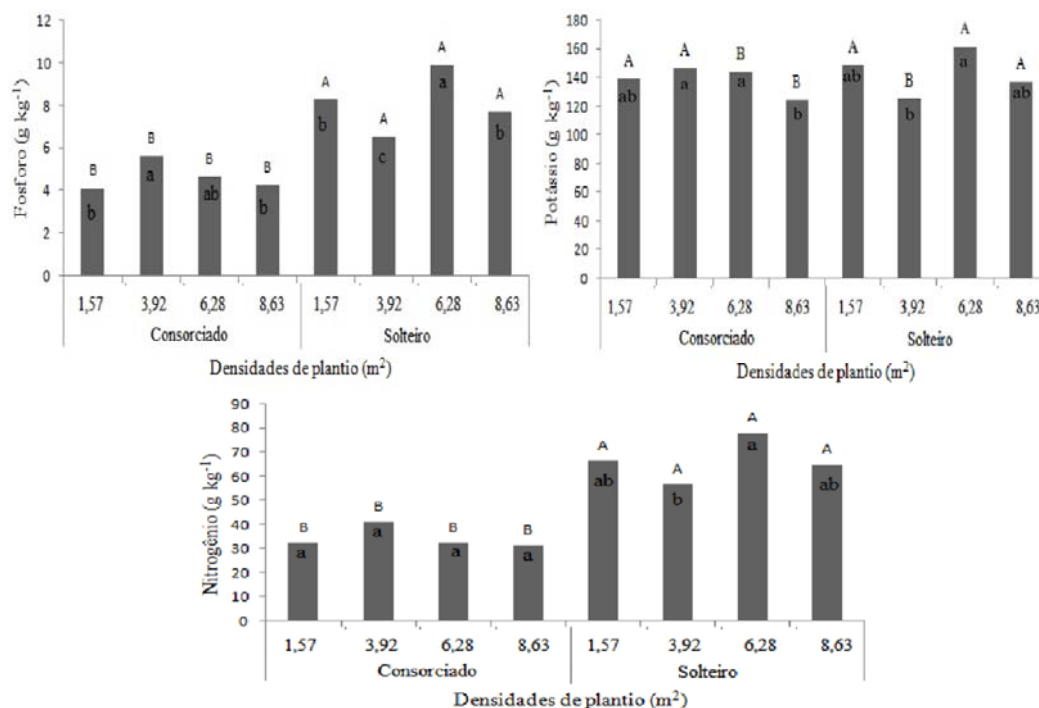 Fosforo (g kg⁻¹)
12
10
8
6
4
2
0
B
B
B
B
A
A
A
A
b
a
ab
b
b
c
a
b
1,57 3,92 6,28 8,63 1,57 3,92 6,28 8,63
Consorciado Solteiro
Densidades de plantio (m²)
Potássio (g kg⁻¹)
180
160
140
120
100
80
60
40
20
0
A
A
B
B
A
B
A
A
ab
a
a
b
ab
b
a
ab
1,57 3,92 6,28 8,63 1,57 3,92 6,28 8,63
Consorciado Solteiro
Densidades de plantio (m²)
Nitrogênio (g kg⁻¹)
90
80
70
60
50
40
30
20
10
0
B
B
B
B
A
A
A
A
a
a
a
a
ab
b
a
ab
1,57 3,92 6,28 8,63 1,57 3,92 6,28 8,63
Consorciado Solteiro
Densidades de plantio (m²)